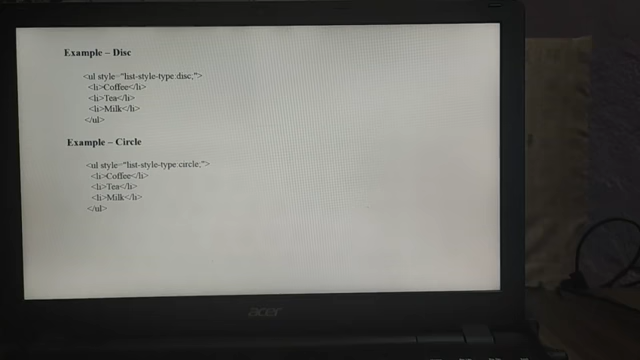 Example – Disc
<ul style="list-style-type:disc;">
<li>Coffee</li>
<li>Tea</li>
<li>Milk</li>
</ul>
Example – Circle
<ul style="list-style-type:circle;">
<li>Coffee</li>
<li>Tea</li>
<li>Milk</li>
</ul>
acer